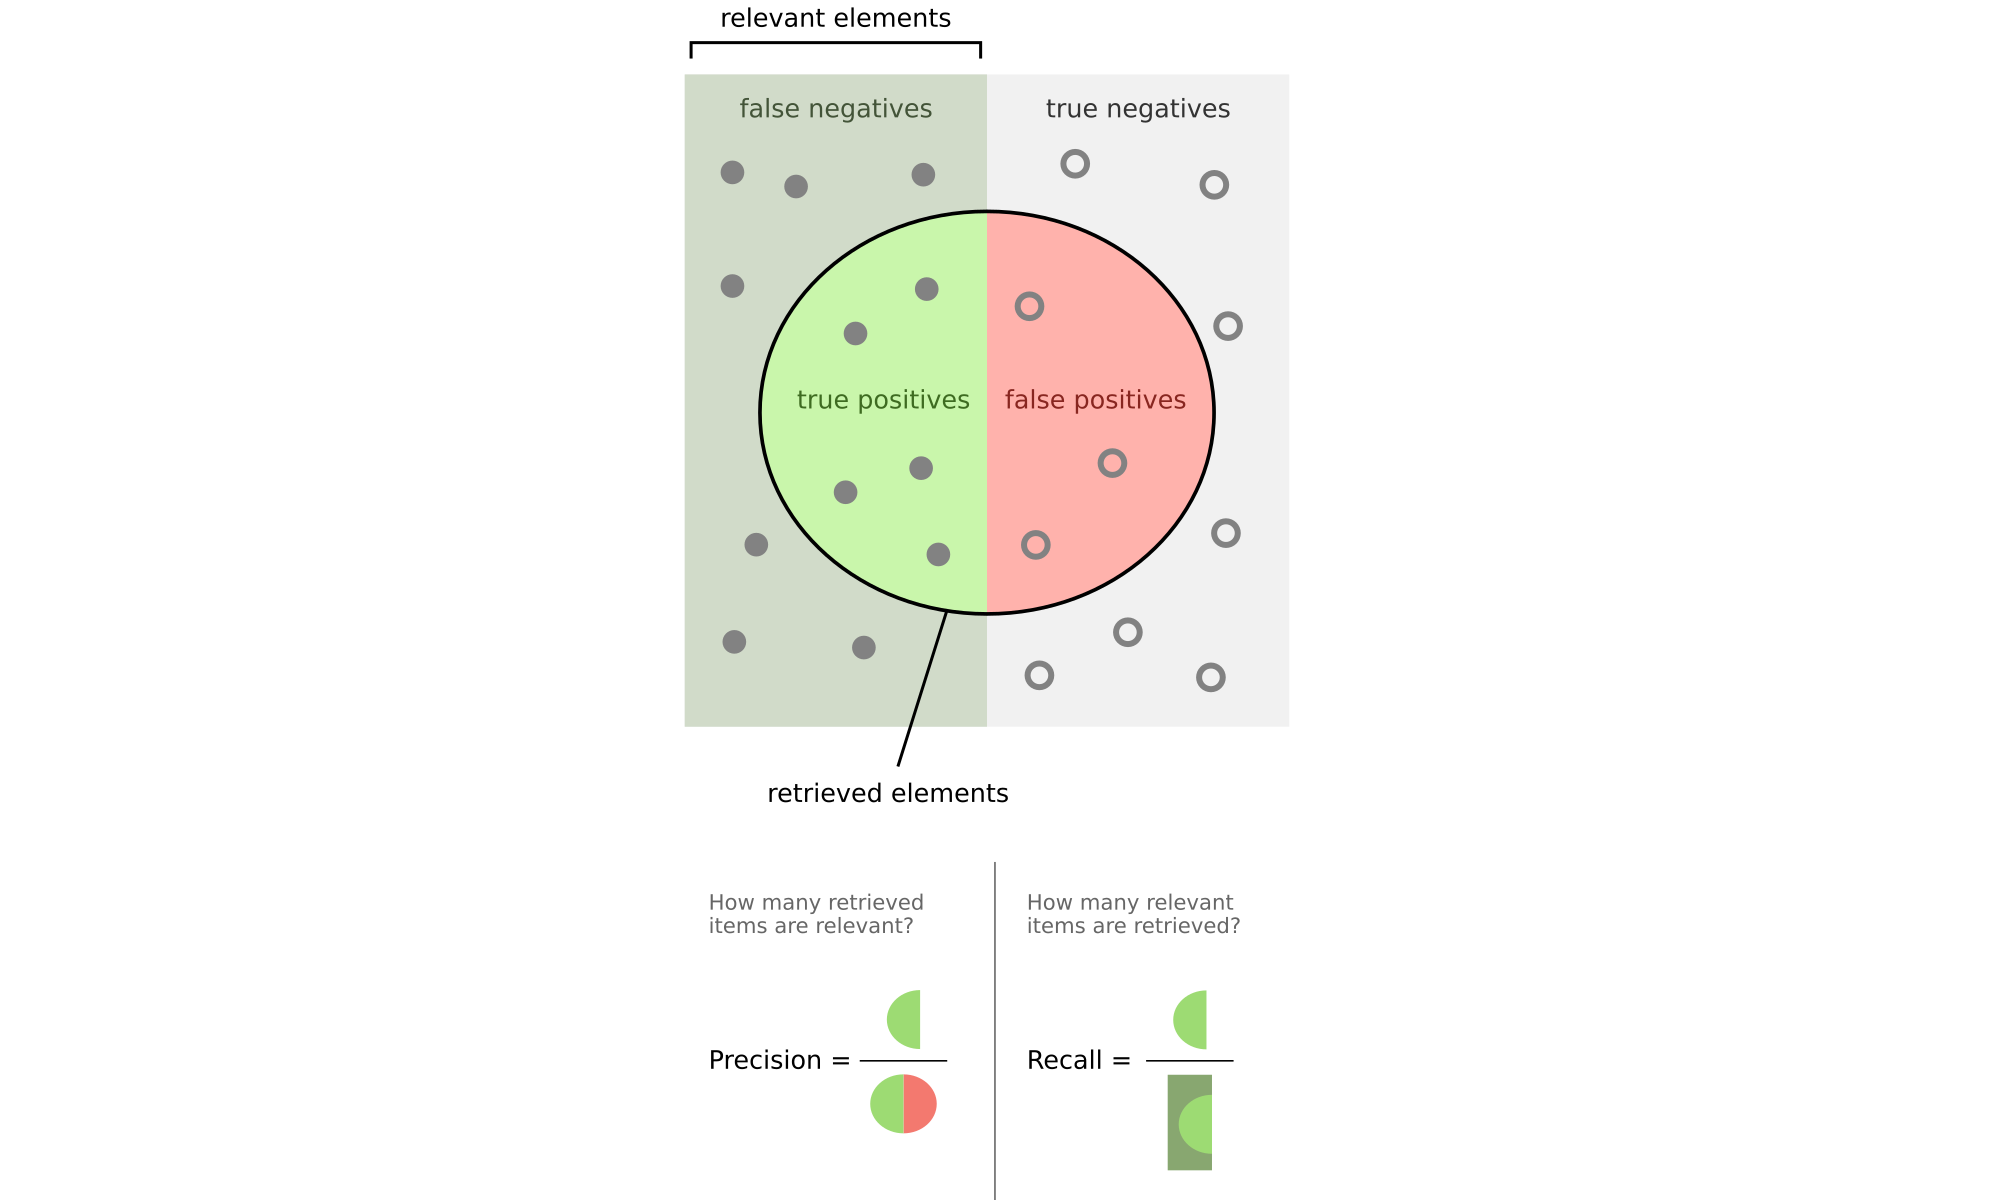 relevant elements
false negatives
true negatives
true positives
false positives
retrieved elements
How many retrieved
items are relevant?
How many relevant
items are retrieved?
Precision =
Recall =